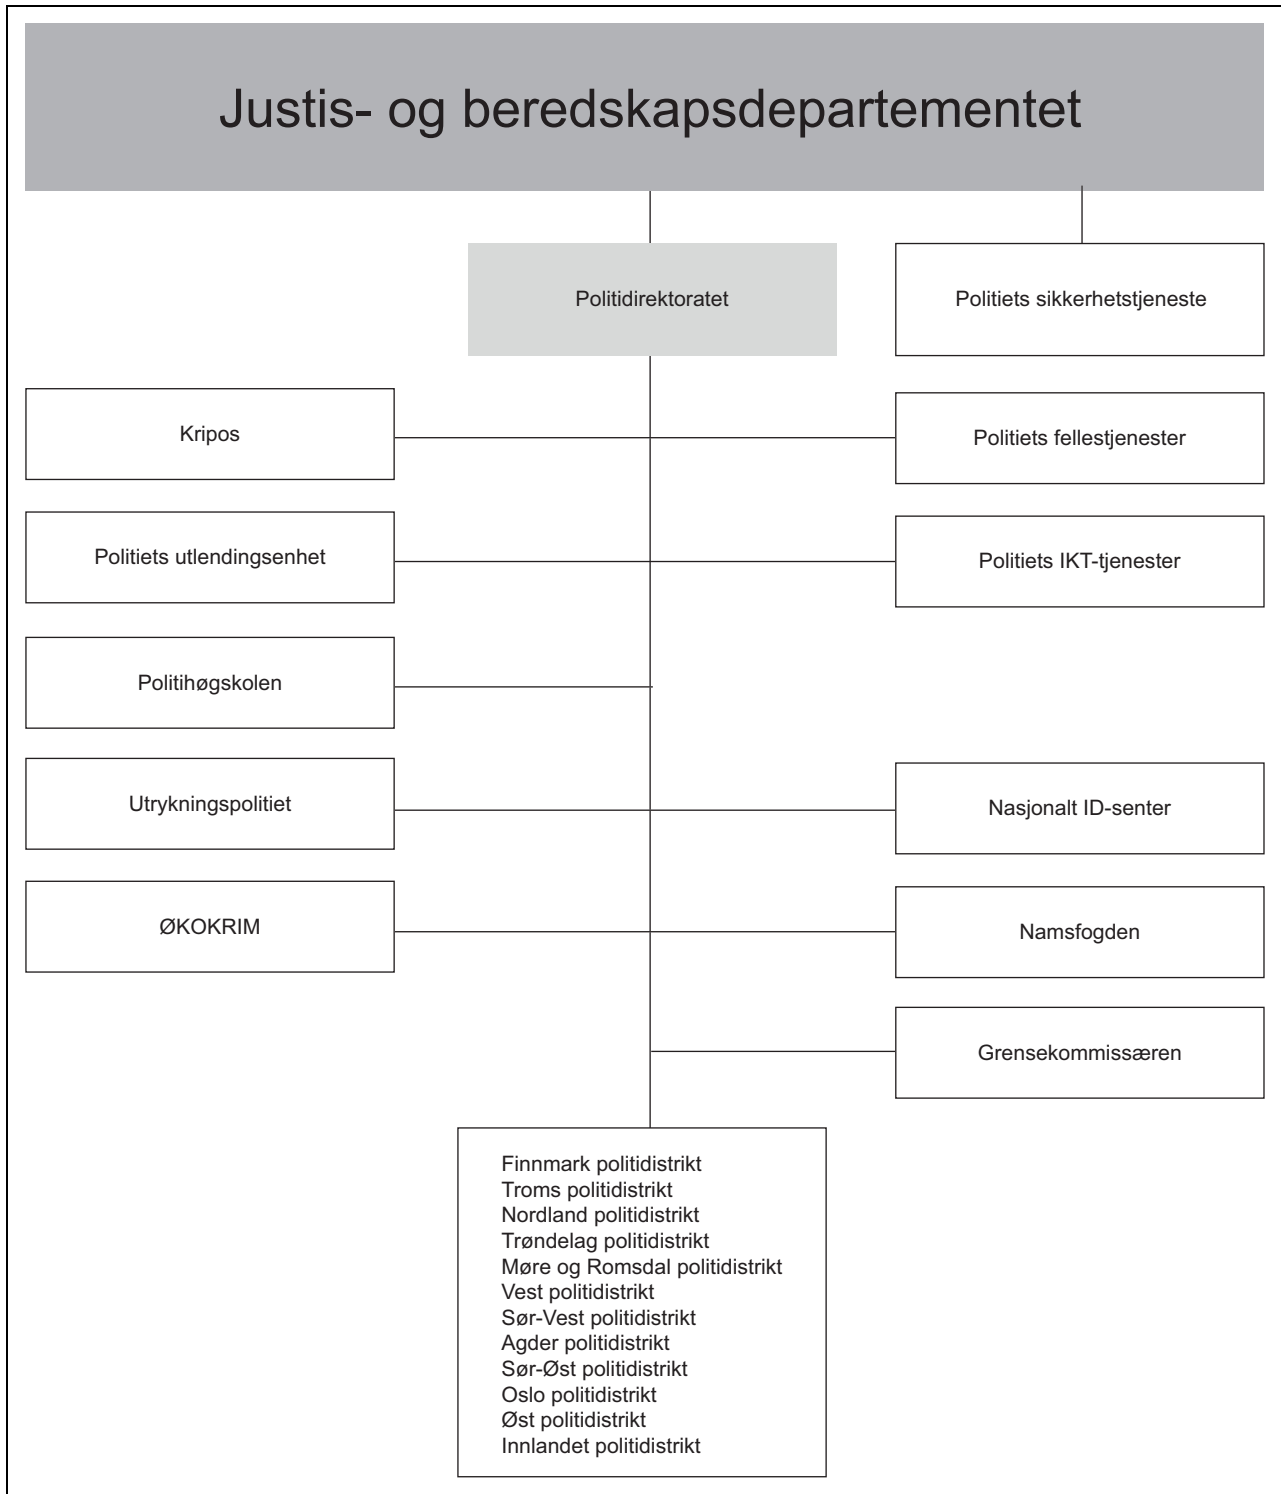 Justis- og beredskapsdepartementet
Politidirektoratet
Politiets sikkerhetstjeneste
Kripos
Politiets fellestjenester
Politiets utlendingsenhet
Politiets IKT-tjenester
Politihøgskolen
Utrykningspolitiet
Nasjonalt ID-senter
ØKOKRIM
Namsfogden
Grensekommissæren
Finnmark politidistrikt
Troms politidistrikt
Nordland politidistrikt
Trøndelag politidistrikt
Møre og Romsdal politidistrikt
Vest politidistrikt
Sør-Vest politidistrikt
Agder politidistrikt
Sør-Øst politidistrikt
Oslo politidistrikt
Øst politidistrikt
Innlandet politidistrikt